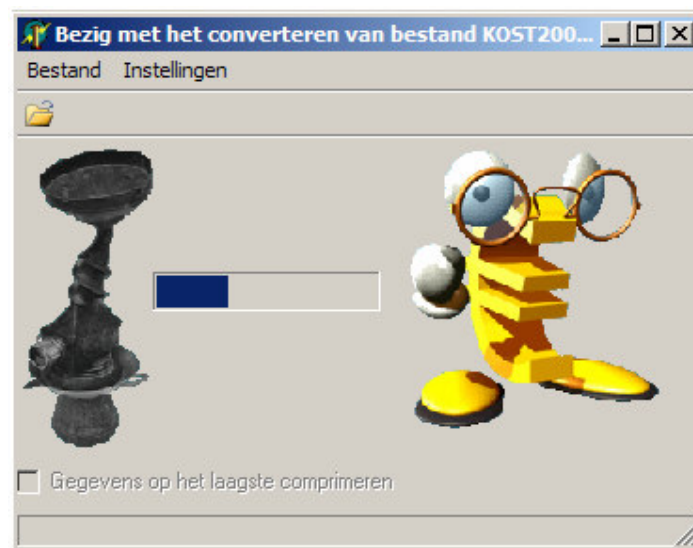 Bezig met het converteren van bestand KOST200...
Bestand Instellingen
Gegevens op het laagste comprimeren